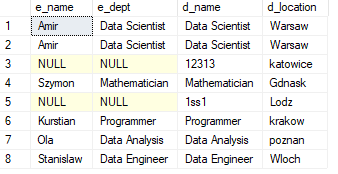 e_name e_dept d_name d_location
1 Amir Data Scientist Data Scientist Warsaw
2 Amir Data Scientist Data Scientist Warsaw
3 NULL NULL 12313 katowice
4 Szymon Mathematician Mathematician Gdnask
5 NULL NULL 1ss1 Lodz
6 Kurstian Programmer Programmer krakow
7 Ola Data Analysis Data Analysis poznan
8 Stanislaw Data Engineer Data Engineer Wloch